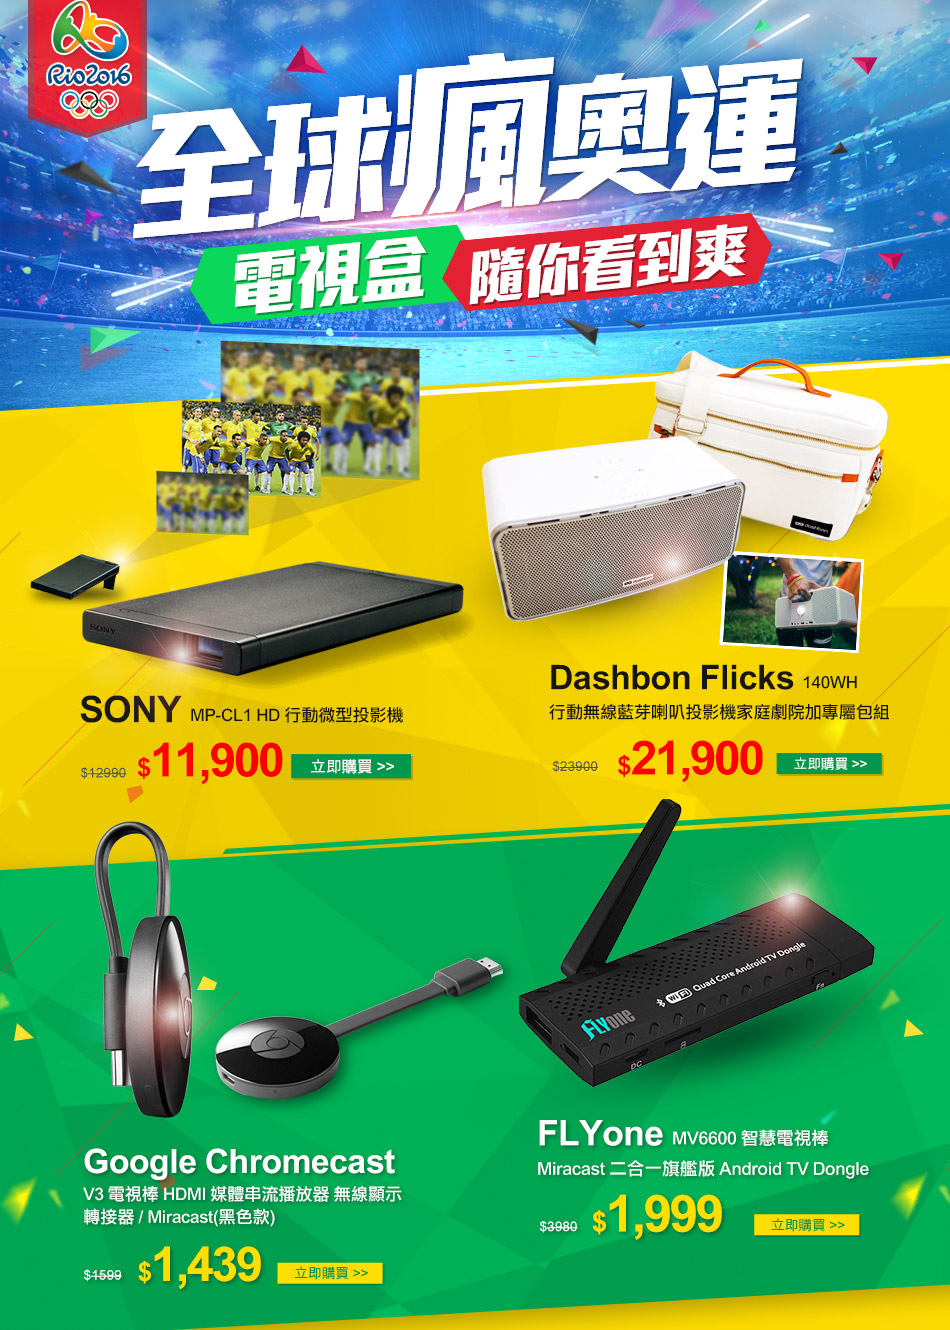 Rio2016
全球瘋奧運
電視盒 隨你看到爽
dashbon
dashbon
SONY
SONY MP-CL1 HD 行動微型投影機
$12990 $11,900 立即購買 >>
Dashbon Flicks 140WH
行動無線藍芽喇叭投影機家庭劇院加專屬包組
$23900 $21,900 立即購買 >>
Wi Fi Quad Core Android TV Dongle
FLYone
DC
Fn
Google Chromecast
V3 電視棒 HDMI 媒體串流播放器 無線顯示
轉接器 / Miracast(黑色款)
$1599 $1,439 立即購買 >>
FLYone MV6600 智慧電視棒
Miracast 二合一旗艦版 Android TV Dongle
$3980 $1,999 立即購買 >>